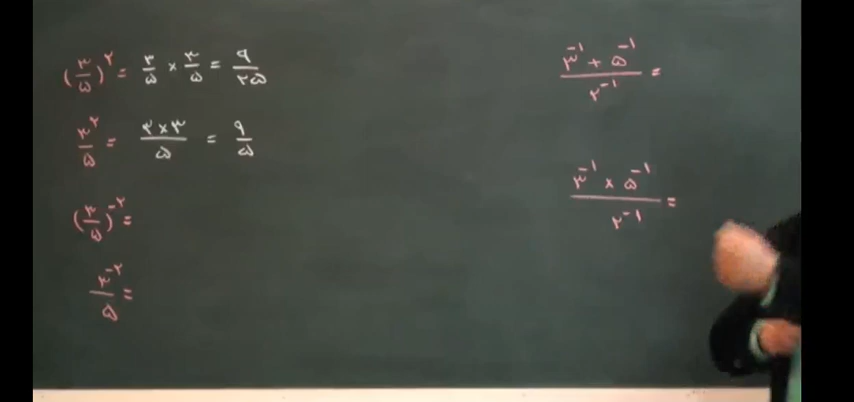 (۳/۵)^۲ = ۳/۵ × ۳/۵ = ۹/۲۵
۳^۲/۵ = ۳×۳/۵ = ۹/۵
(۳/۵)^-۲ =
۳^-۲/۵ =
۳^-۱ + ۵^-۱/۲^-۱ =
۳^-۱ × ۵^-۱/۲^-۱ =